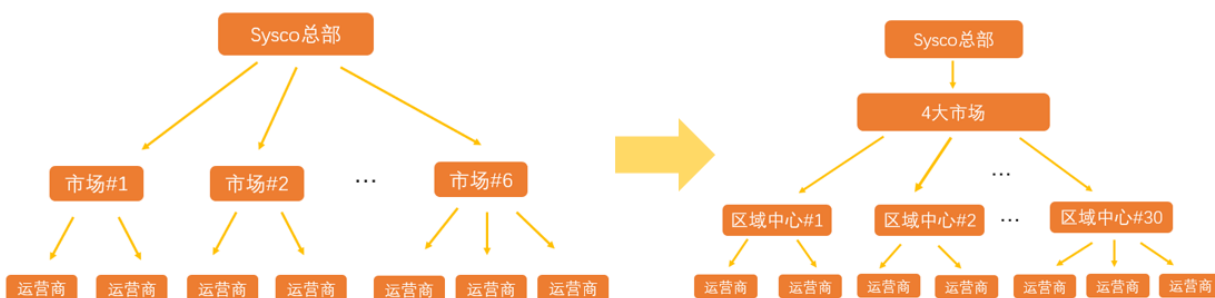 Sysco总部
市场#1
市场#2
...
市场#6
运营商
运营商
运营商
运营商
运营商
运营商
运营商
Sysco总部
4大市场
...
区域中心#1
区域中心#2
...
区域中心#30
运营商
运营商
运营商
运营商
运营商
运营商
运营商